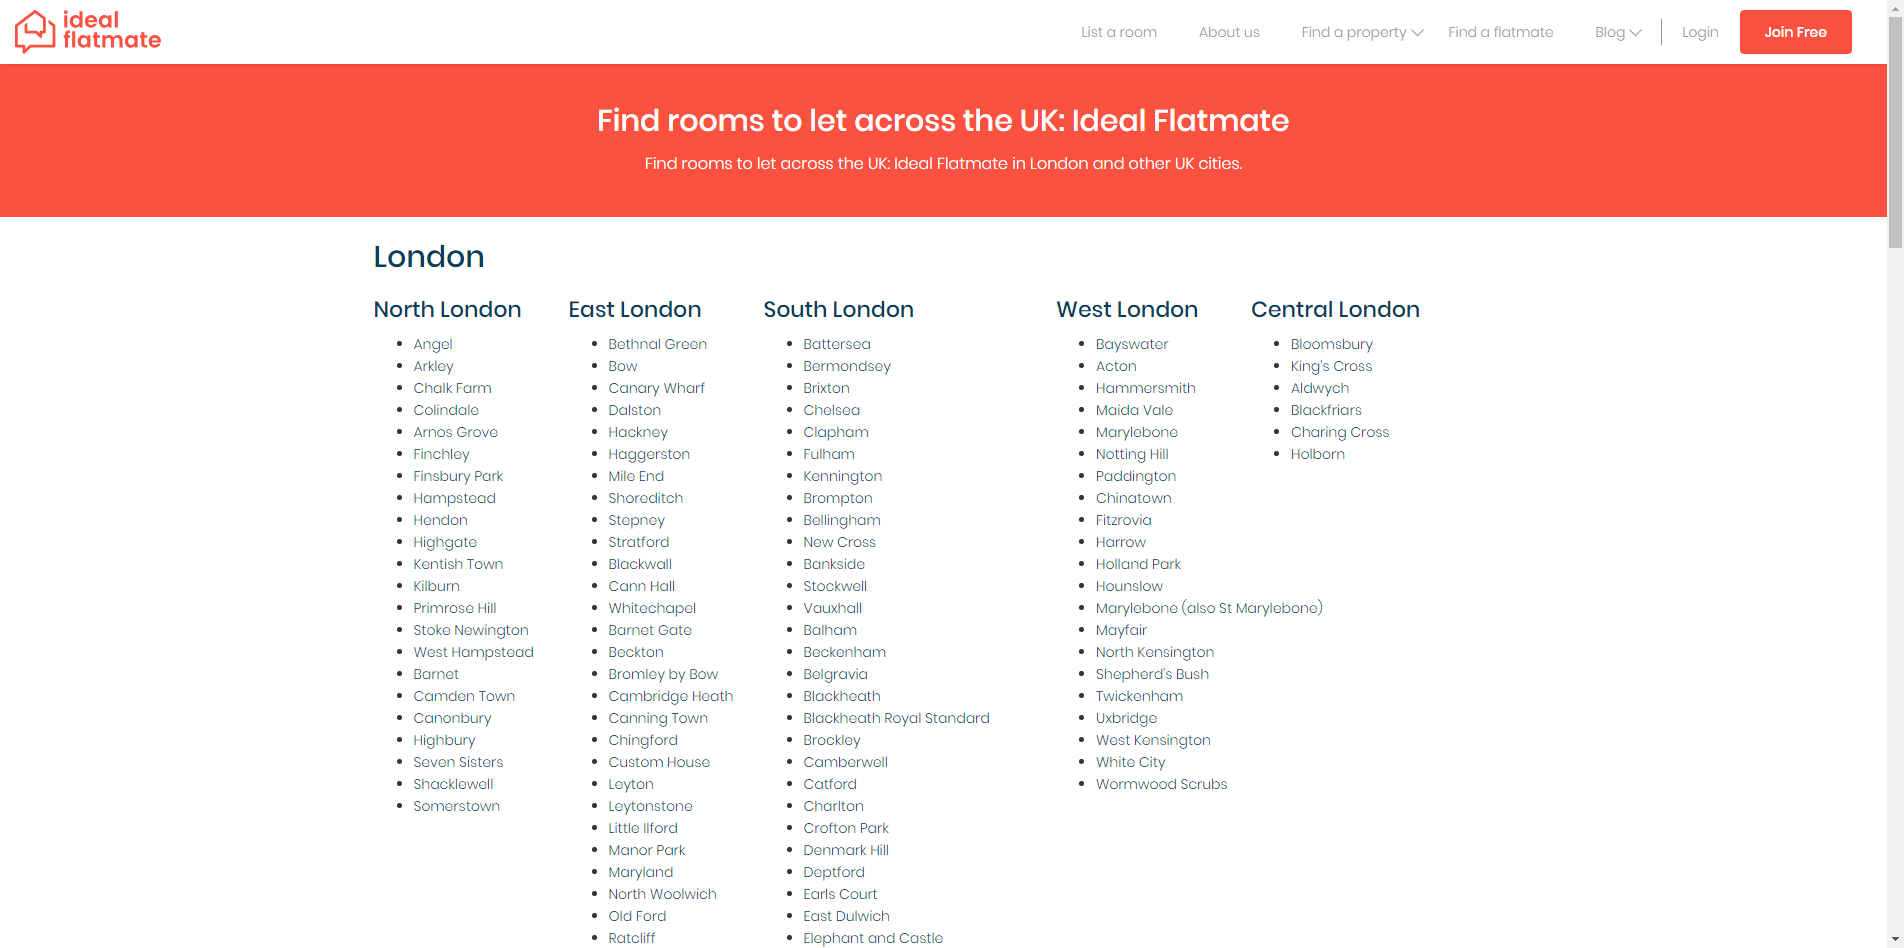 ideal
flatmate
List a room
About us
Find a property
Find a flatmate
Blog
Login
Join Free
Find rooms to let across the UK: Ideal Flatmate
Find rooms to let across the UK: Ideal Flatmate in London and other UK cities.
London
North London
Angel
Arkley
Chalk Farm
Colindale
Arnos Grove
Finchley
Finsbury Park
Hampstead
Hendon
Highgate
Kentish Town
Kilburn
Primrose Hill
Stoke Newington
West Hampstead
Barnet
Camden Town
Canonbury
Highbury
Seven Sisters
Shacklewell
Somerstown
East London
Bethnal Green
Bow
Canary Wharf
Dalston
Hackney
Haggerston
Mile End
Shoreditch
Stepney
Stratford
Blackwall
Cann Hall
Whitechapel
Barnet Gate
Beckton
Bromley by Bow
Cambridge Heath
Canning Town
Chingford
Custom House
Leyton
Leytonstone
Little Ilford
Manor Park
Maryland
North Woolwich
Old Ford
Ratcliff
South London
Battersea
Bermondsey
Brixton
Chelsea
Clapham
Fulham
Kennington
Brompton
Bellingham
New Cross
Bankside
Stockwell
Vauxhall
Balham
Beckenham
Belgravia
Blackheath
Blackheath Royal Standard
Brockley
Camberwell
Catford
Charlton
Crofton Park
Denmark Hill
Deptford
Earls Court
East Dulwich
Elephant and Castle
West London
Bayswater
Acton
Hammersmith
Maida Vale
Marylebone
Notting Hill
Paddington
Chinatown
Fitzrovia
Harrow
Holland Park
Hounslow
Marylebone (also St Marylebone)
Mayfair
North Kensington
Shepherd's Bush
Twickenham
Uxbridge
West Kensington
White City
Wormwood Scrubs
Central London
Bloomsbury
King's Cross
Aldwych
Blackfriars
Charing Cross
Holborn